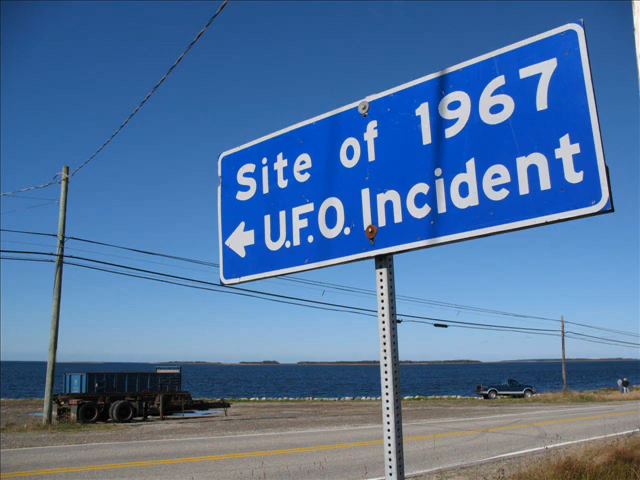 Site of 1967
← U.F.O. Incident